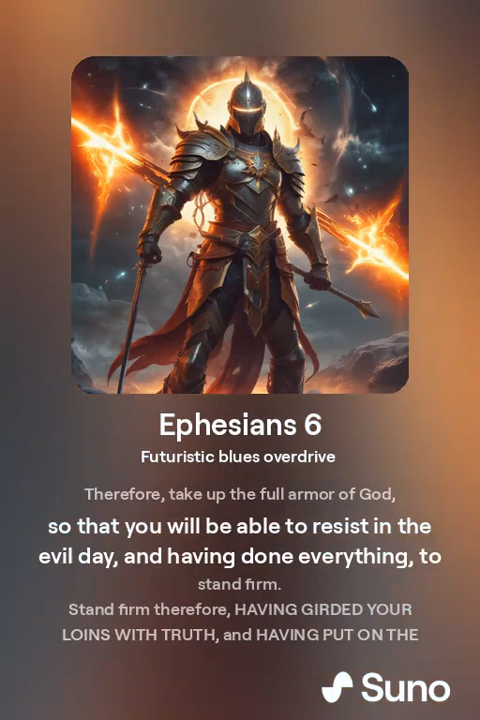 Ephesians 6
Futuristic blues overdrive
Therefore, take up the full armor of God,
so that you will be able to resist in the
evil day, and having done everything, to
stand firm.
Stand firm therefore, HAVING GIRDED YOUR
LOINS WITH TRUTH, and HAVING PUT ON THE
Suno